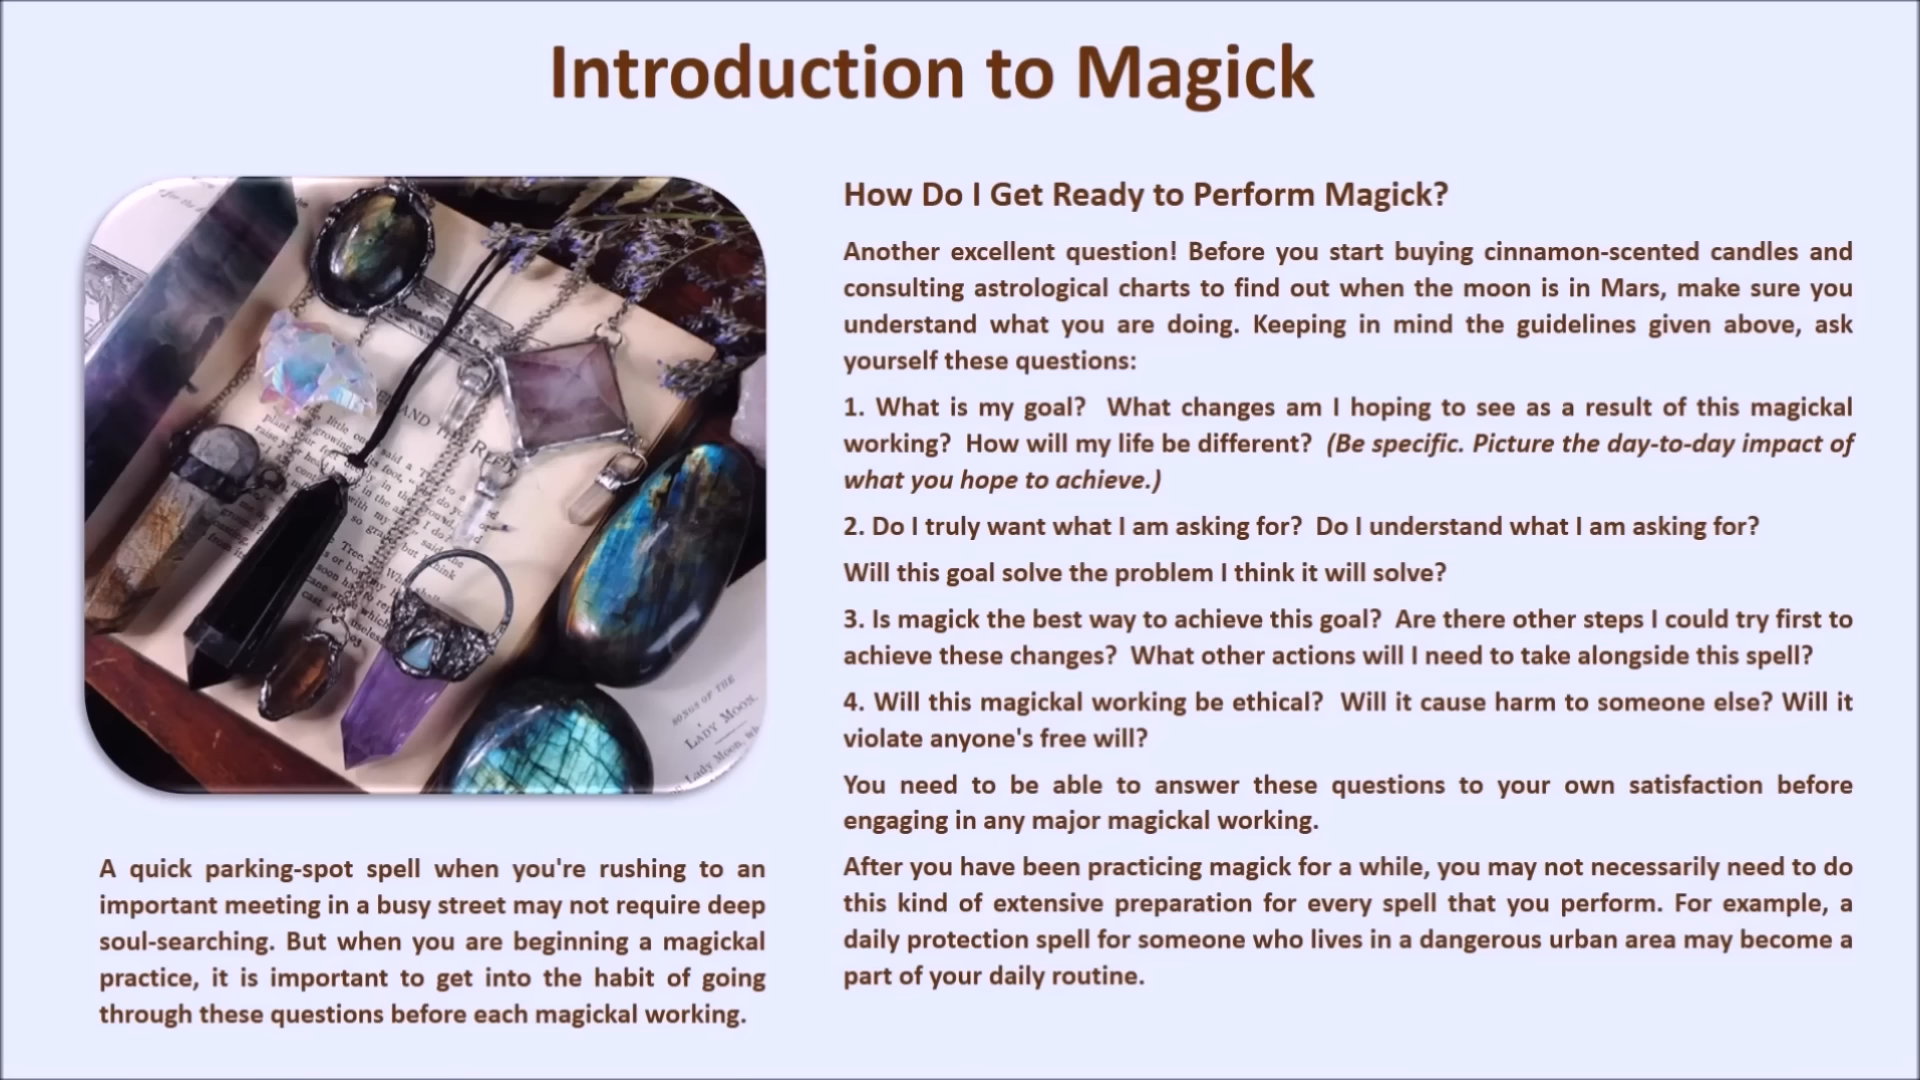 Introduction to Magick
How Do I Get Ready to Perform Magick?
Another excellent question! Before you start buying cinnamon-scented candles and
consulting astrological charts to find out when the moon is in Mars, make sure you
understand what you are doing. Keeping in mind the guidelines given above, ask
yourself these questions:
1. What is my goal?  What changes am I hoping to see as a result of this magickal
working?  How will my life be different?  (Be specific. Picture the day-to-day impact of
what you hope to achieve.)
2. Do I truly want what I am asking for?  Do I understand what I am asking for?
Will this goal solve the problem I think it will solve?
3. Is magick the best way to achieve this goal?  Are there other steps I could try first to
achieve these changes?  What other actions will I need to take alongside this spell?
4. Will this magickal working be ethical?  Will it cause harm to someone else? Will it
violate anyone's free will?
You need to be able to answer these questions to your own satisfaction before
engaging in any major magickal working.
After you have been practicing magick for a while, you may not necessarily need to do
this kind of extensive preparation for every spell that you perform. For example, a
daily protection spell for someone who lives in a dangerous urban area may become a
part of your daily routine.
A quick parking-spot spell when you're rushing to an
important meeting in a busy street may not require deep
soul-searching. But when you are beginning a magickal
practice, it is important to get into the habit of going
through these questions before each magickal working.
SONGS OF THE
LADY MOON.
Lady Moon,